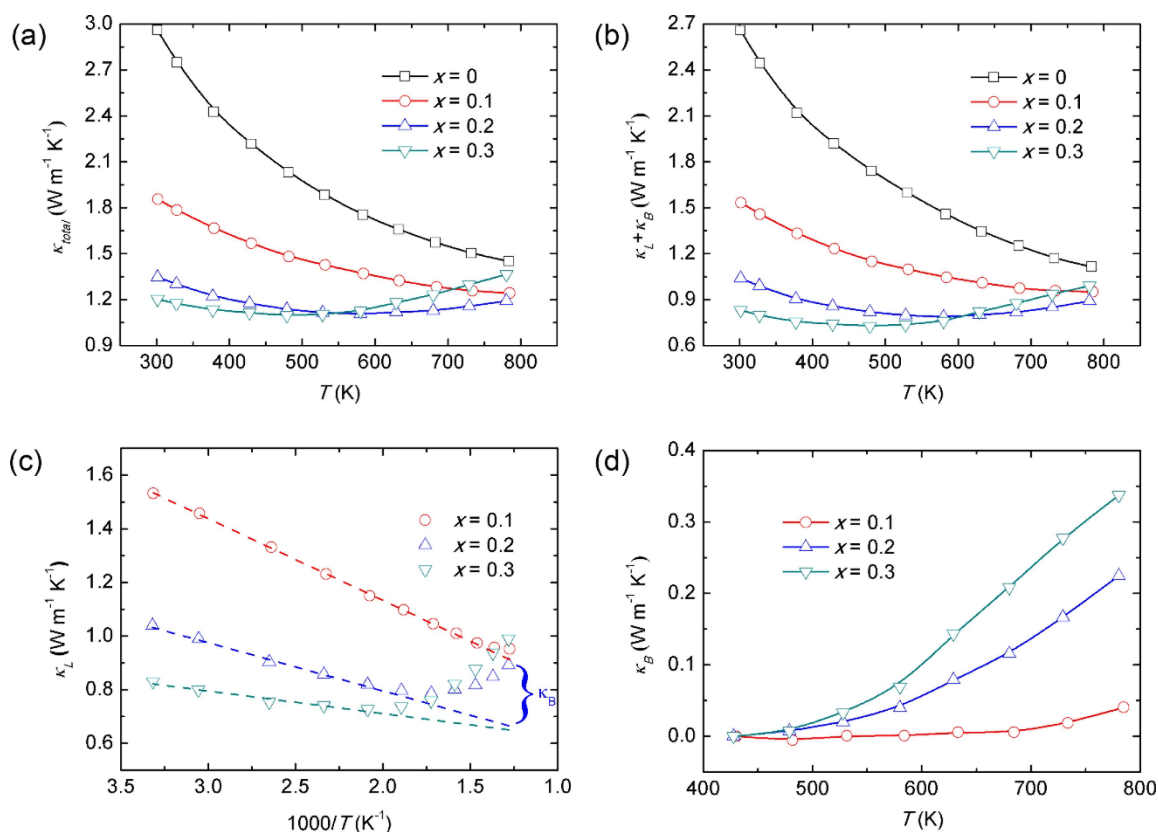 (a)
κtotal (W m⁻¹ K⁻¹)
3.0
2.7
2.4
2.1
1.8
1.5
1.2
0.9
x = 0
x = 0.1
x = 0.2
x = 0.3
300 400 500 600 700 800
T (K)
(b)
κL+κB (W m⁻¹ K⁻¹)
2.7
2.4
2.1
1.8
1.5
1.2
0.9
0.6
x = 0
x = 0.1
x = 0.2
x = 0.3
300 400 500 600 700 800
T (K)
(c)
κL (W m⁻¹ K⁻¹)
1.6
1.4
1.2
1.0
0.8
0.6
x = 0.1
x = 0.2
x = 0.3
κB
3.5 3.0 2.5 2.0 1.5 1.0
1000/T (K⁻¹)
(d)
κB (W m⁻¹ K⁻¹)
0.4
0.3
0.2
0.1
0.0
x = 0.1
x = 0.2
x = 0.3
400 500 600 700 800
T (K)